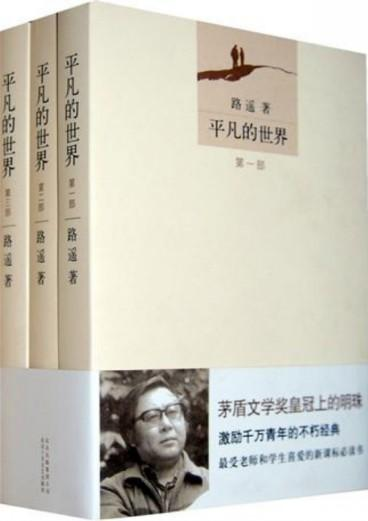 平凡的世界
第三部
路遥 著
平凡的世界
第二部
路遥 著
平凡的世界
第一部
路遥 著
路遥 著
平凡的世界
第一部
茅盾文学奖皇冠上的明珠
激励千万青年的不朽经典
最受老师和学生喜爱的新课标必读书